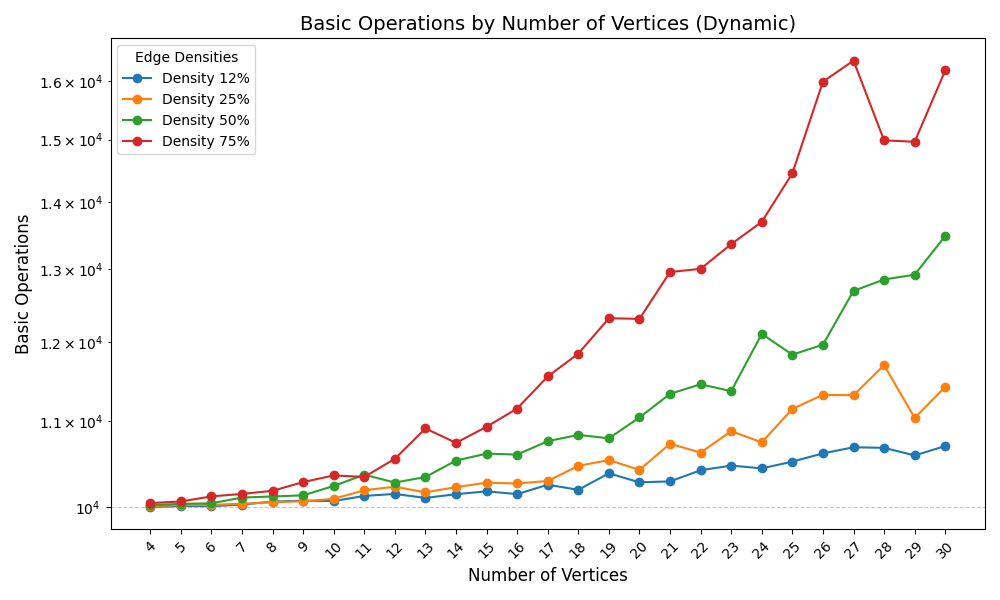 Basic Operations by Number of Vertices (Dynamic)
Edge Densities
Density 12%
Density 25%
Density 50%
Density 75%
1.6 × 10⁴
1.5 × 10⁴
1.4 × 10⁴
1.3 × 10⁴
1.2 × 10⁴
1.1 × 10⁴
10⁴
Basic Operations
4 5 6 7 8 9 10 11 12 13 14 15 16 17 18 19 20 21 22 23 24 25 26 27 28 29 30
Number of Vertices